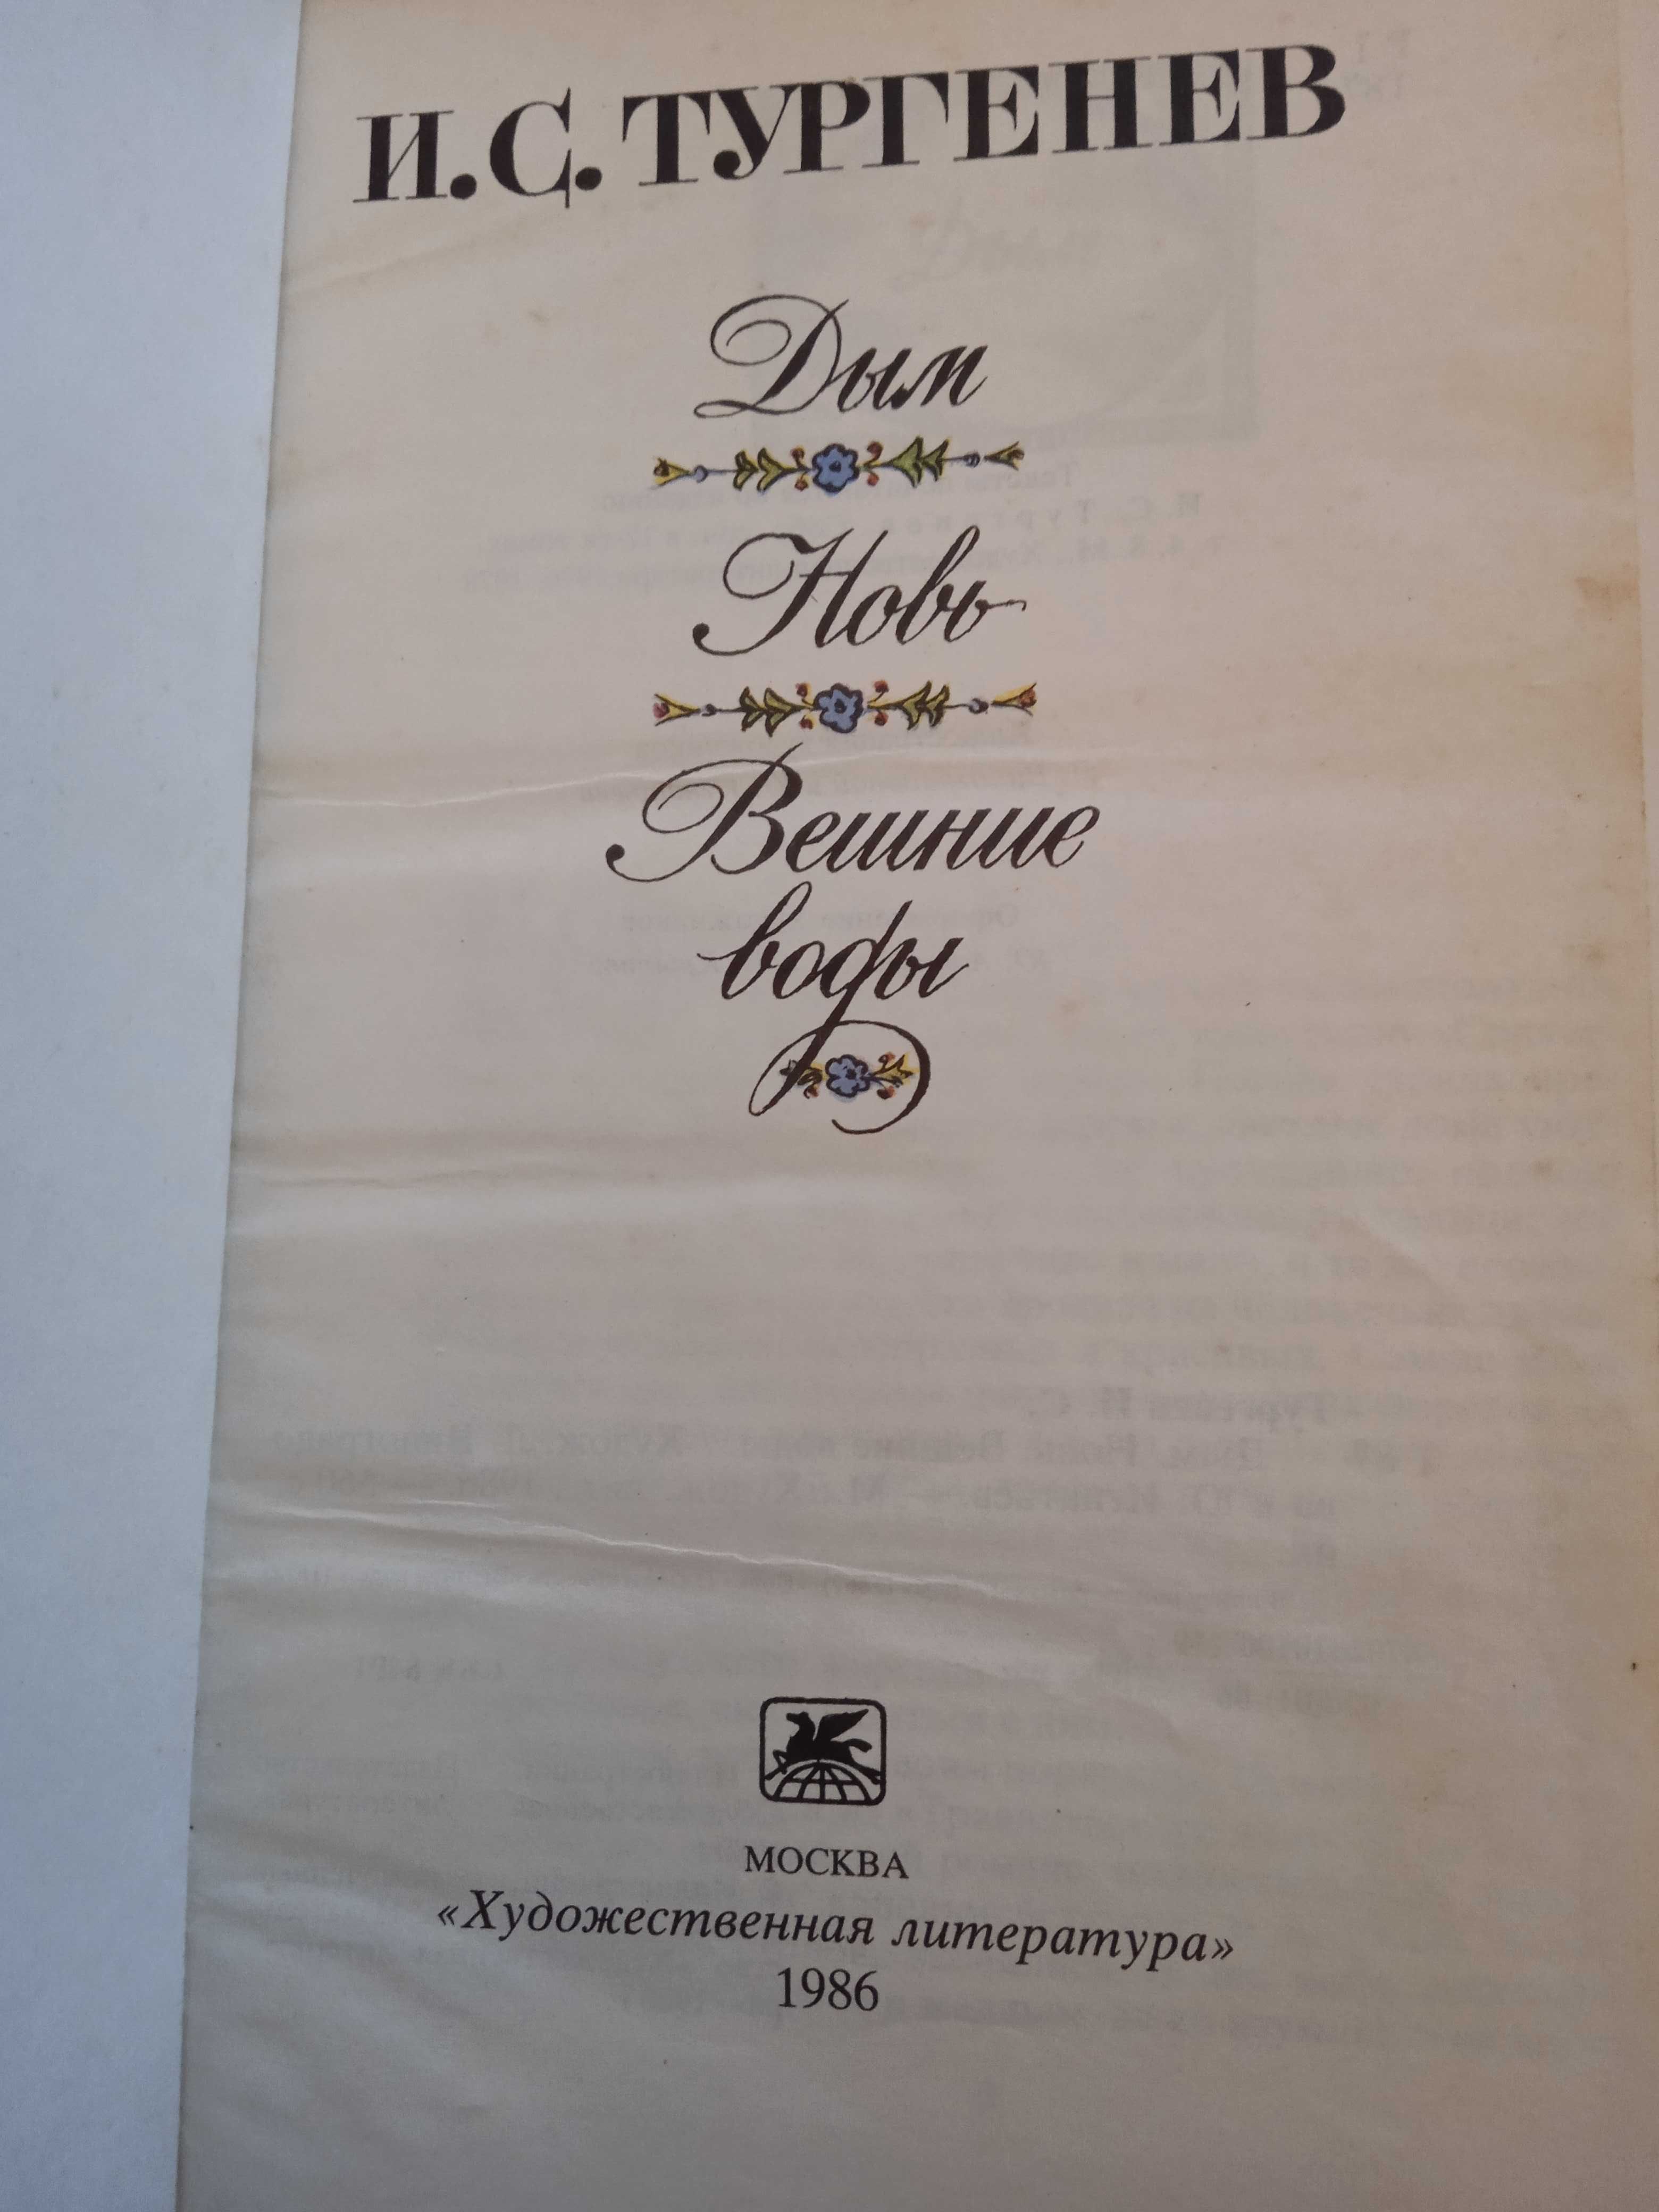 И.С. ТУРГЕНЕВ
Дым
Новь
Вешние
воды
МОСКВА
«Художественная литература»
1986